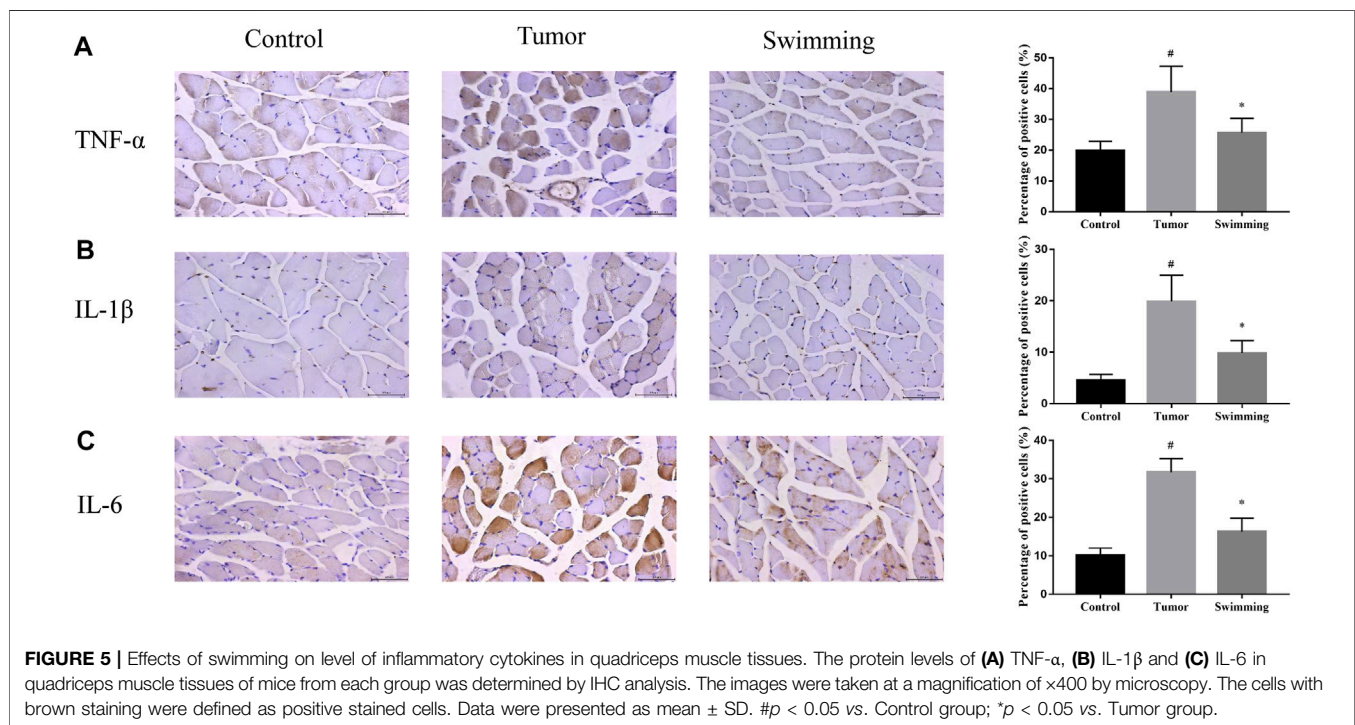 A
Control
Tumor
Swimming
TNF-α
Percentage of positive cells (%)
50
40
30
20
10
0
#
*
Control
Tumor
Swimming
B
IL-1β
Percentage of positive cells (%)
30
20
10
0
#
*
Control
Tumor
Swimming
C
IL-6
Percentage of positive cells (%)
40
30
20
10
0
#
*
Control
Tumor
Swimming
FIGURE 5 | Effects of swimming on level of inflammatory cytokines in quadriceps muscle tissues. The protein levels of (A) TNF-α, (B) IL-1β and (C) IL-6 in
quadriceps muscle tissues of mice from each group was determined by IHC analysis. The images were taken at a magnification of ×400 by microscopy. The cells with
brown staining were defined as positive stained cells. Data were presented as mean ± SD. #p < 0.05 vs. Control group; *p < 0.05 vs. Tumor group.